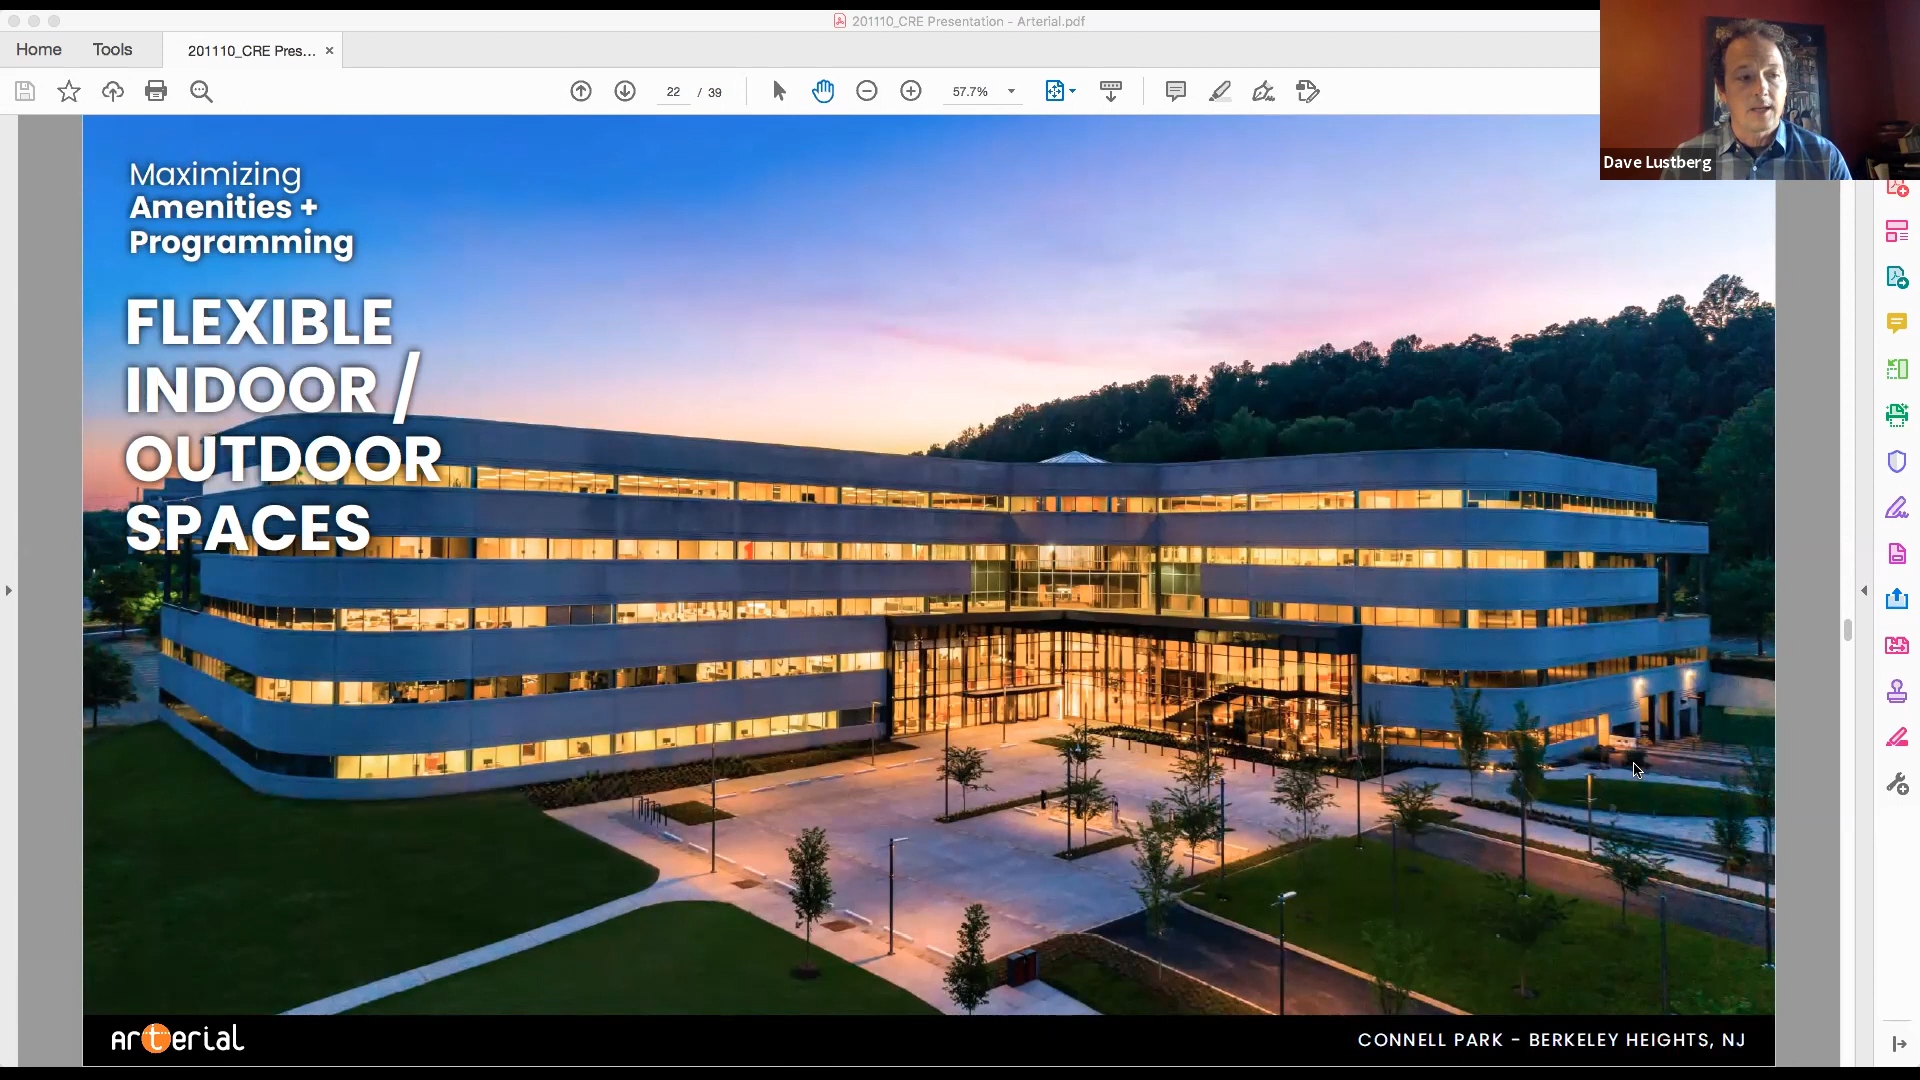 201110_CRE Presentation - Arterial.pdf
Home
Tools
201110_CRE Pres... ×
22 / 39
57.7%
Dave Lustberg
Maximizing
Amenities +
Programming
FLEXIBLE
INDOOR /
OUTDOOR
SPACES
arterial
CONNELL PARK - BERKELEY HEIGHTS, NJ